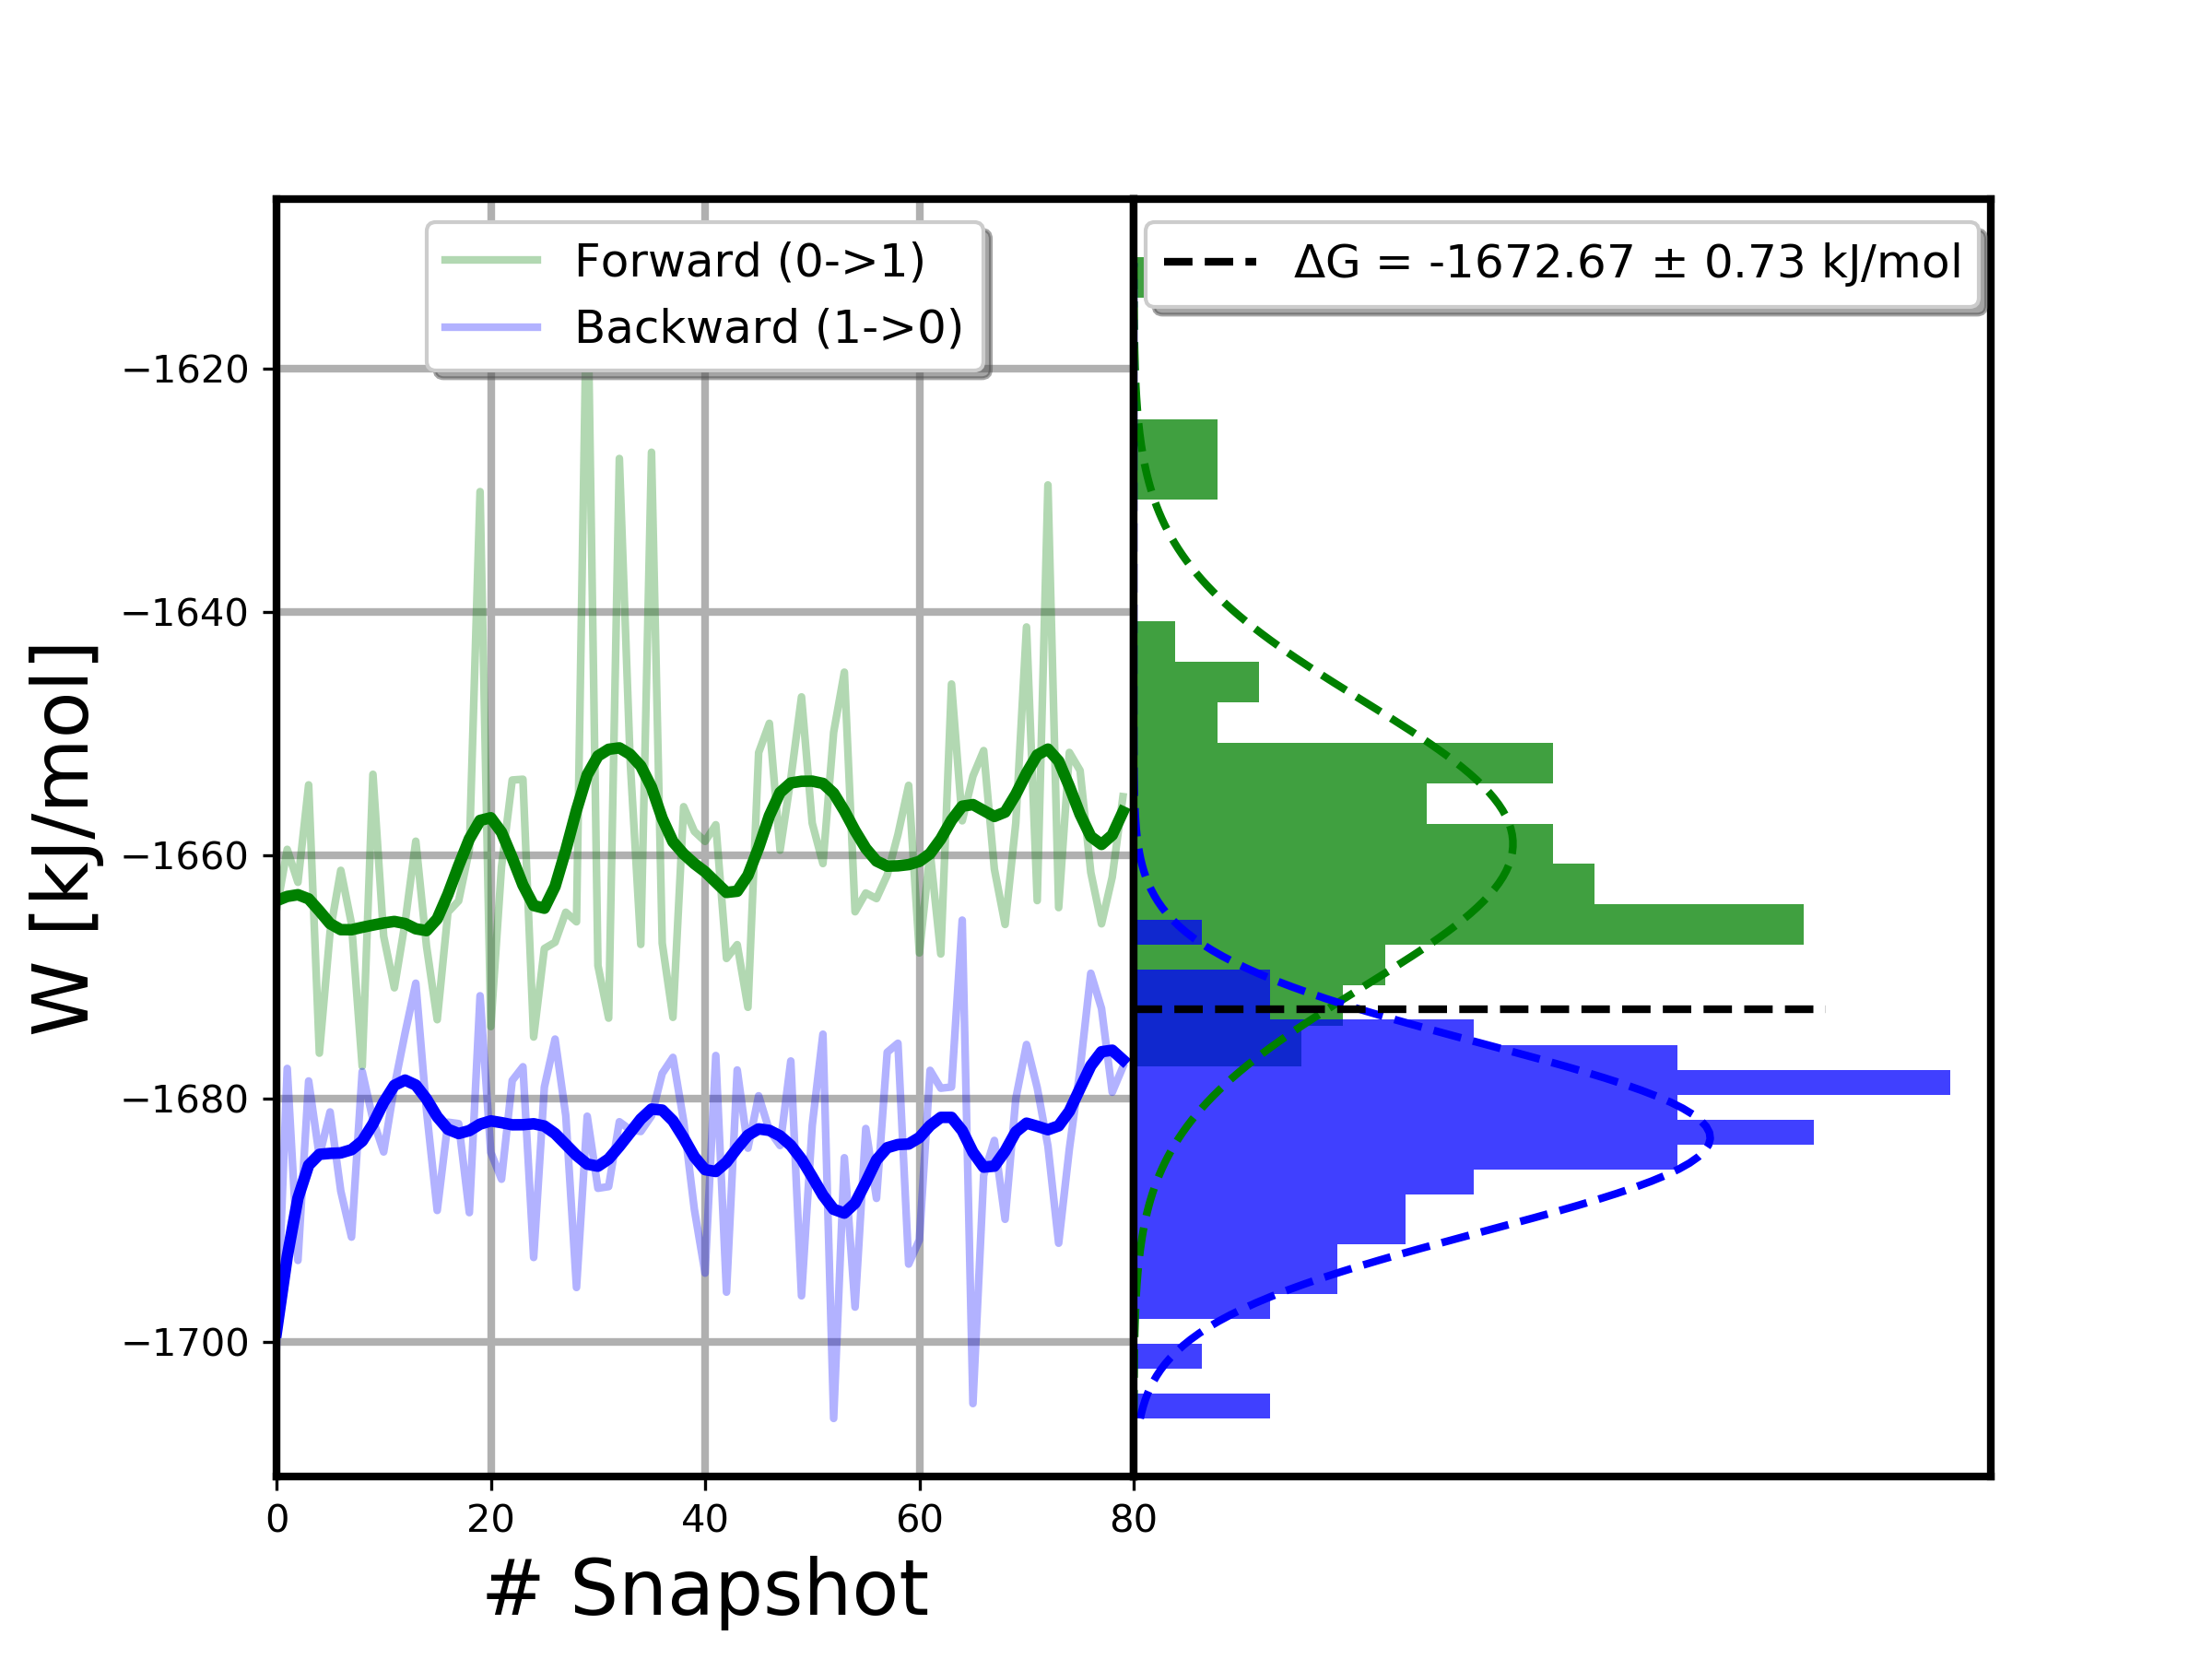 Forward (0->1)
Backward (1->0)
ΔG = -1672.67 ± 0.73 kJ/mol
W [kJ/mol]
−1620
−1640
−1660
−1680
−1700
0 20 40 60 80
# Snapshot